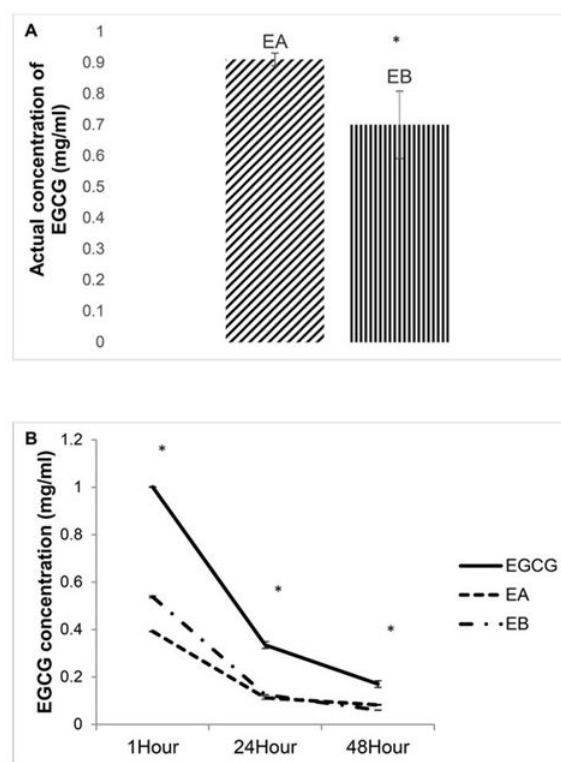 A
Actual concentration of
EGCG (mg/ml)
1
0.9
0.8
0.7
0.6
0.5
0.4
0.3
0.2
0.1
0
EA
*
EB
B
EGCG concentration (mg/ml)
1.2
1
0.8
0.6
0.4
0.2
0
*
*
*
EGCG
EA
EB
1Hour 24Hour 48Hour